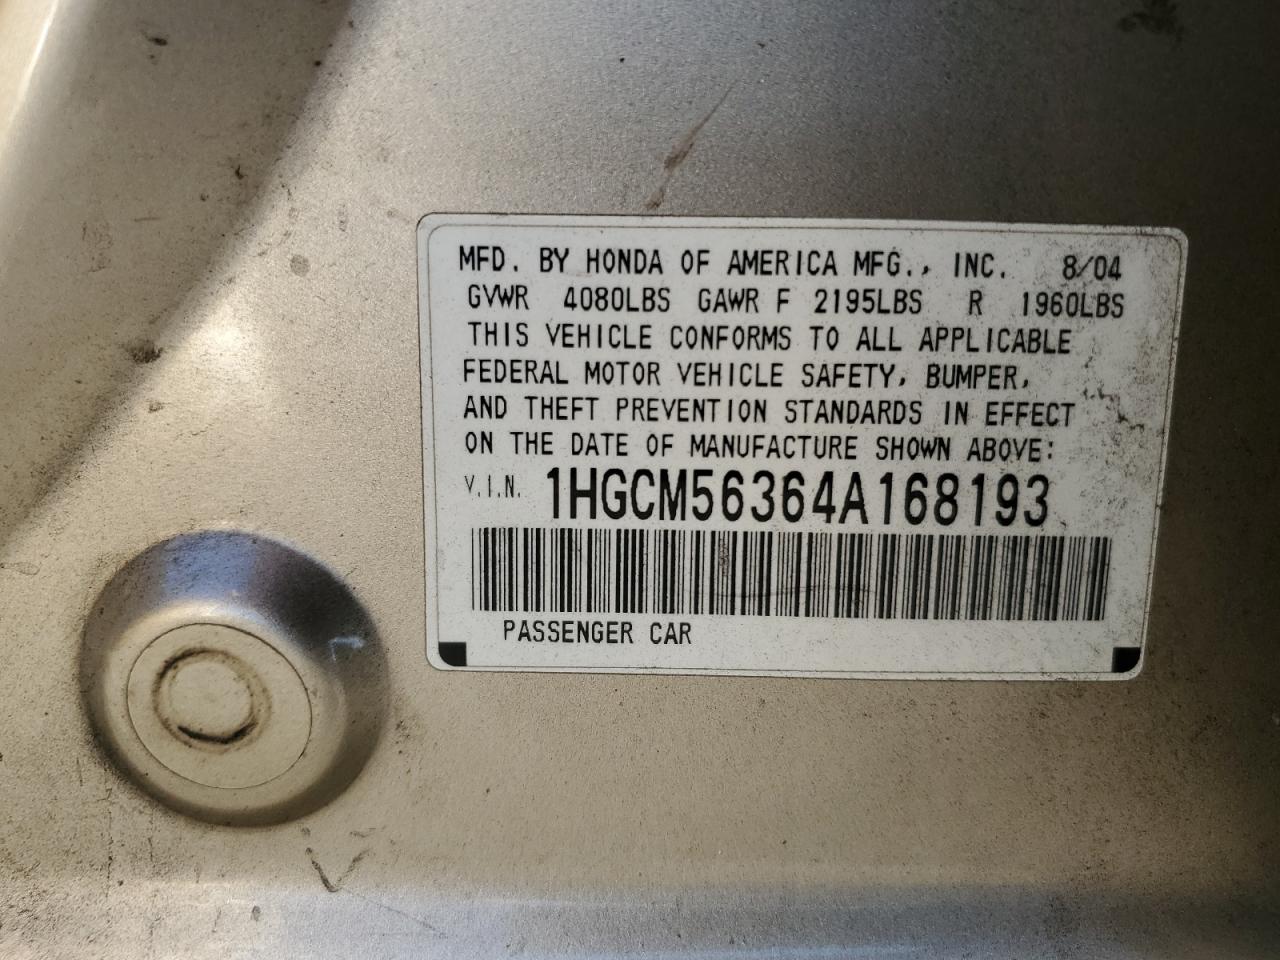 MFD. BY HONDA OF AMERICA MFG., INC. 8/04
GVWR 4080LBS GAWR F 2195LBS R 1960LBS
THIS VEHICLE CONFORMS TO ALL APPLICABLE
FEDERAL MOTOR VEHICLE SAFETY, BUMPER,
AND THEFT PREVENTION STANDARDS IN EFFECT
ON THE DATE OF MANUFACTURE SHOWN ABOVE:
V.I.N. 1HGCM56364A168193
PASSENGER CAR